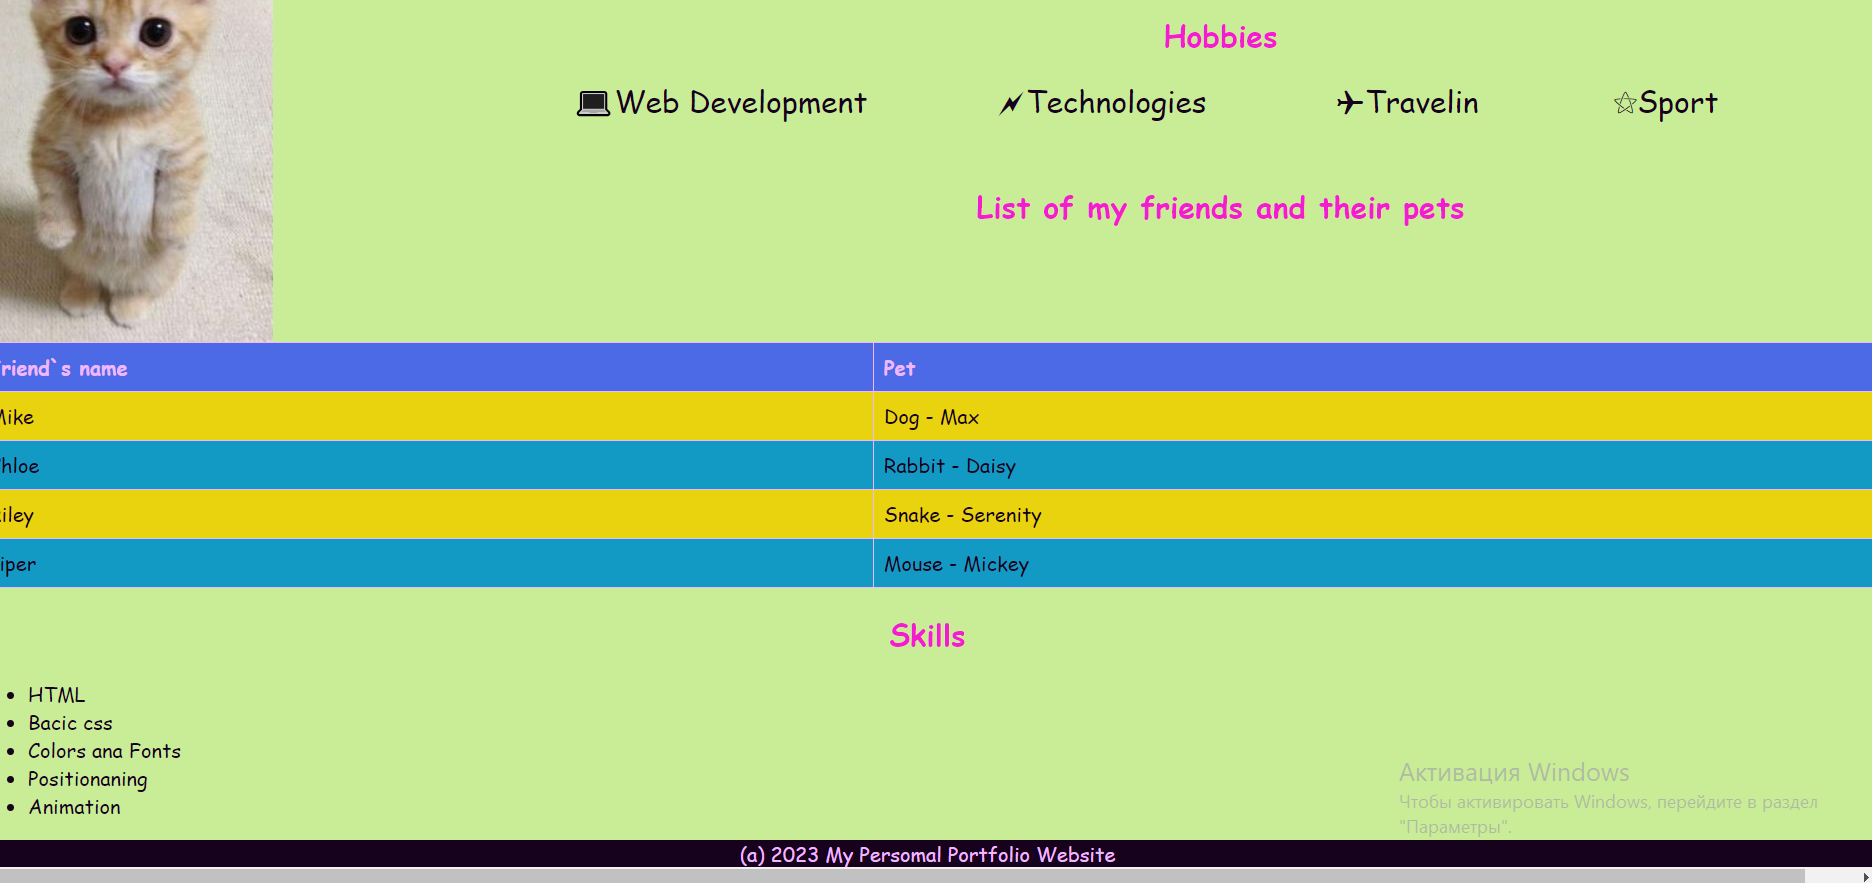 Hobbies
Web Development Technologies Travelin Sport
List of my friends and their pets
riend`s name Pet
Mike Dog - Max
hloe Rabbit - Daisy
iley Snake - Serenity
iper Mouse - Mickey
Skills
HTML
Bacic css
Colors ana Fonts
Positionaning
Animation
Активация Windows
Чтобы активировать Windows, перейдите в раздел
"Параметры".
(a) 2023 My Persomal Portfolio Website